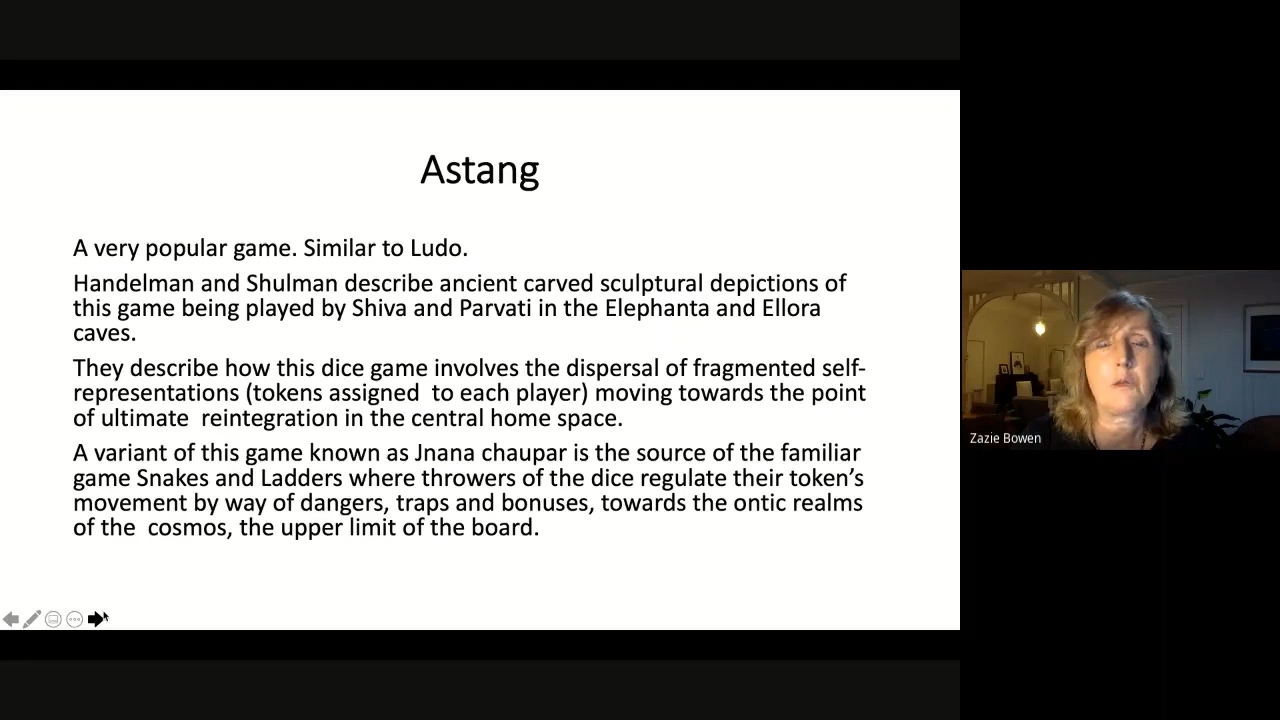 Astang
A very popular game. Similar to Ludo.
Handelman and Shulman describe ancient carved sculptural depictions of
this game being played by Shiva and Parvati in the Elephanta and Ellora
caves.
They describe how this dice game involves the dispersal of fragmented self-
representations (tokens assigned  to each player) moving towards the point
of ultimate  reintegration in the central home space.
A variant of this game known as Jnana chaupar is the source of the familiar
game Snakes and Ladders where throwers of the dice regulate their token’s
movement by way of dangers, traps and bonuses, towards the ontic realms
of the  cosmos, the upper limit of the board.
Zazie Bowen